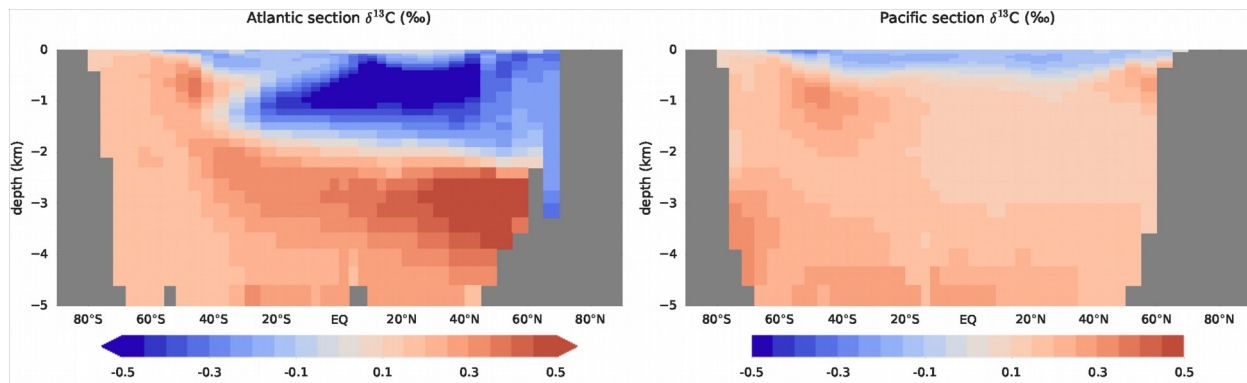 Atlantic section δ¹³C (‰)
Pacific section δ¹³C (‰)
depth (km)
0
−1
−2
−3
−4
−5
80°S 60°S 40°S 20°S EQ 20°N 40°N 60°N 80°N
-0.5 -0.3 -0.1 0.1 0.3 0.5
depth (km)
0
−1
−2
−3
−4
−5
80°S 60°S 40°S 20°S EQ 20°N 40°N 60°N 80°N
-0.5 -0.3 -0.1 0.1 0.3 0.5